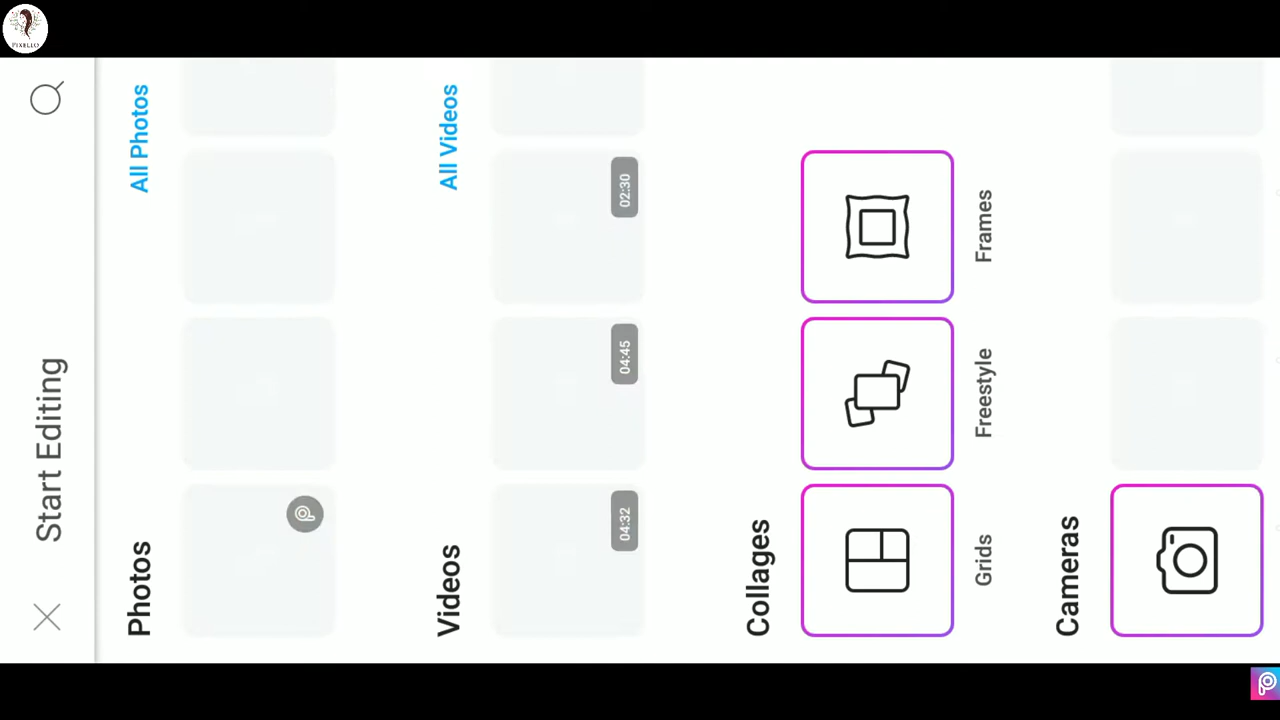 PIXELLO
Start Editing
Photos
All Photos
Videos
All Videos
04:32
04:45
02:30
Collages
Grids
Freestyle
Frames
Cameras